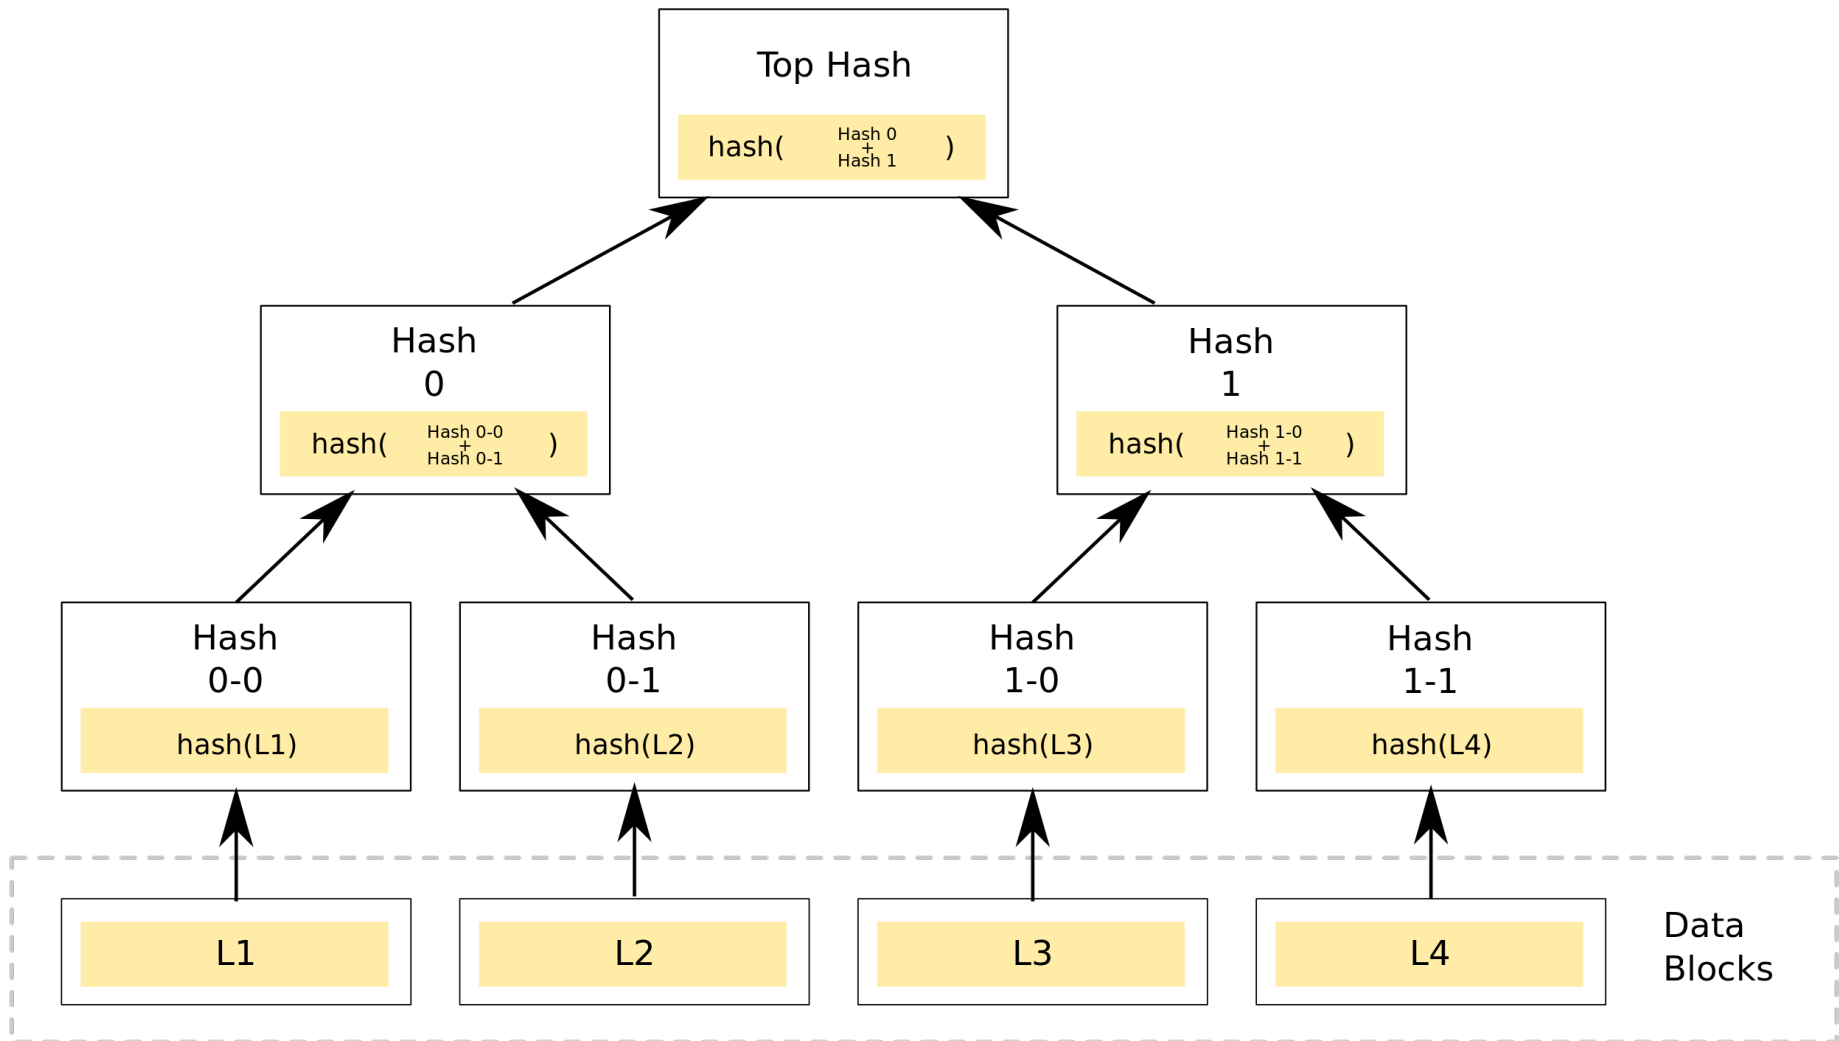 Top Hash
hash( Hash 0 + Hash 1 )
Hash
0
hash( Hash 0-0 + Hash 0-1 )
Hash
1
hash( Hash 1-0 + Hash 1-1 )
Hash
0-0
hash(L1)
Hash
0-1
hash(L2)
Hash
1-0
hash(L3)
Hash
1-1
hash(L4)
L1
L2
L3
L4
Data
Blocks